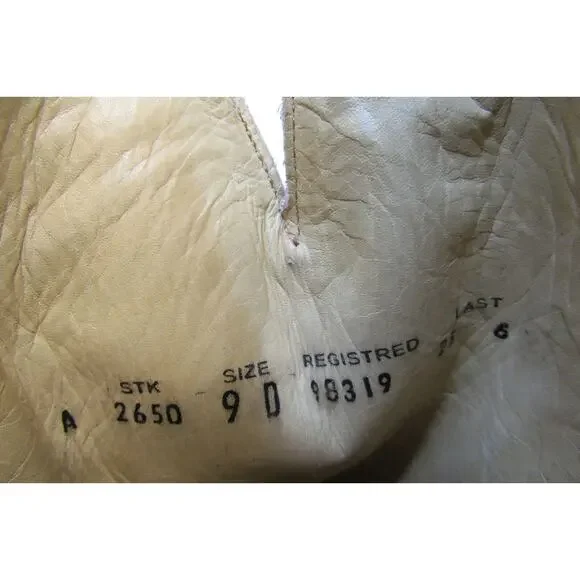 STK SIZE REGISTRED LAST
A 2650 9 D 98319 6